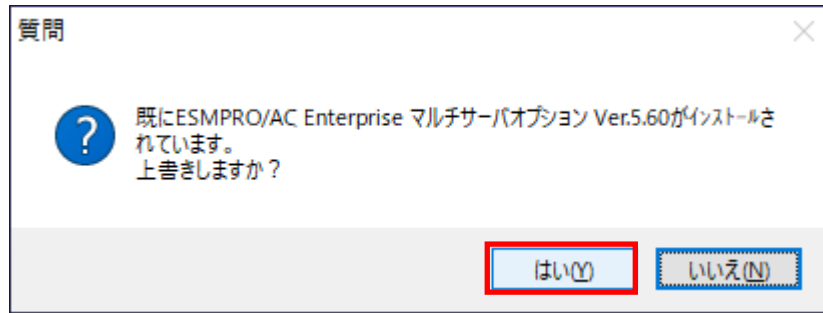 質問
?
既にESMPRO/AC Enterprise マルチサーバオプション Ver.5.60がｲﾝｽﾄｰﾙさ
れています。
上書きしますか？
はい(Y)
いいえ(N)